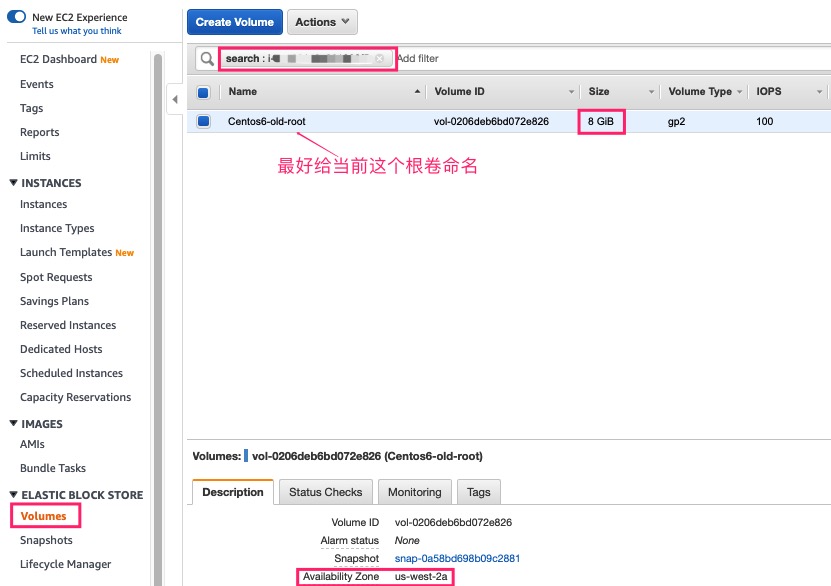 New EC2 Experience
Tell us what you think
EC2 Dashboard New
Events
Tags
Reports
Limits
INSTANCES
Instances
Instance Types
Launch Templates New
Spot Requests
Savings Plans
Reserved Instances
Dedicated Hosts
Scheduled Instances
Capacity Reservations
IMAGES
AMIs
Bundle Tasks
ELASTIC BLOCK STORE
Volumes
Snapshots
Lifecycle Manager
Create Volume Actions
search : Add filter
Name Volume ID Size Volume Type IOPS
Centos6-old-root vol-0206deb6bd072e826 8 GiB gp2 100
最好给当前这个根卷命名
Volumes: vol-0206deb6bd072e826 (Centos6-old-root)
Description Status Checks Monitoring Tags
Volume ID vol-0206deb6bd072e826
Alarm status None
Snapshot snap-0a58bd698b09c2881
Availability Zone us-west-2a